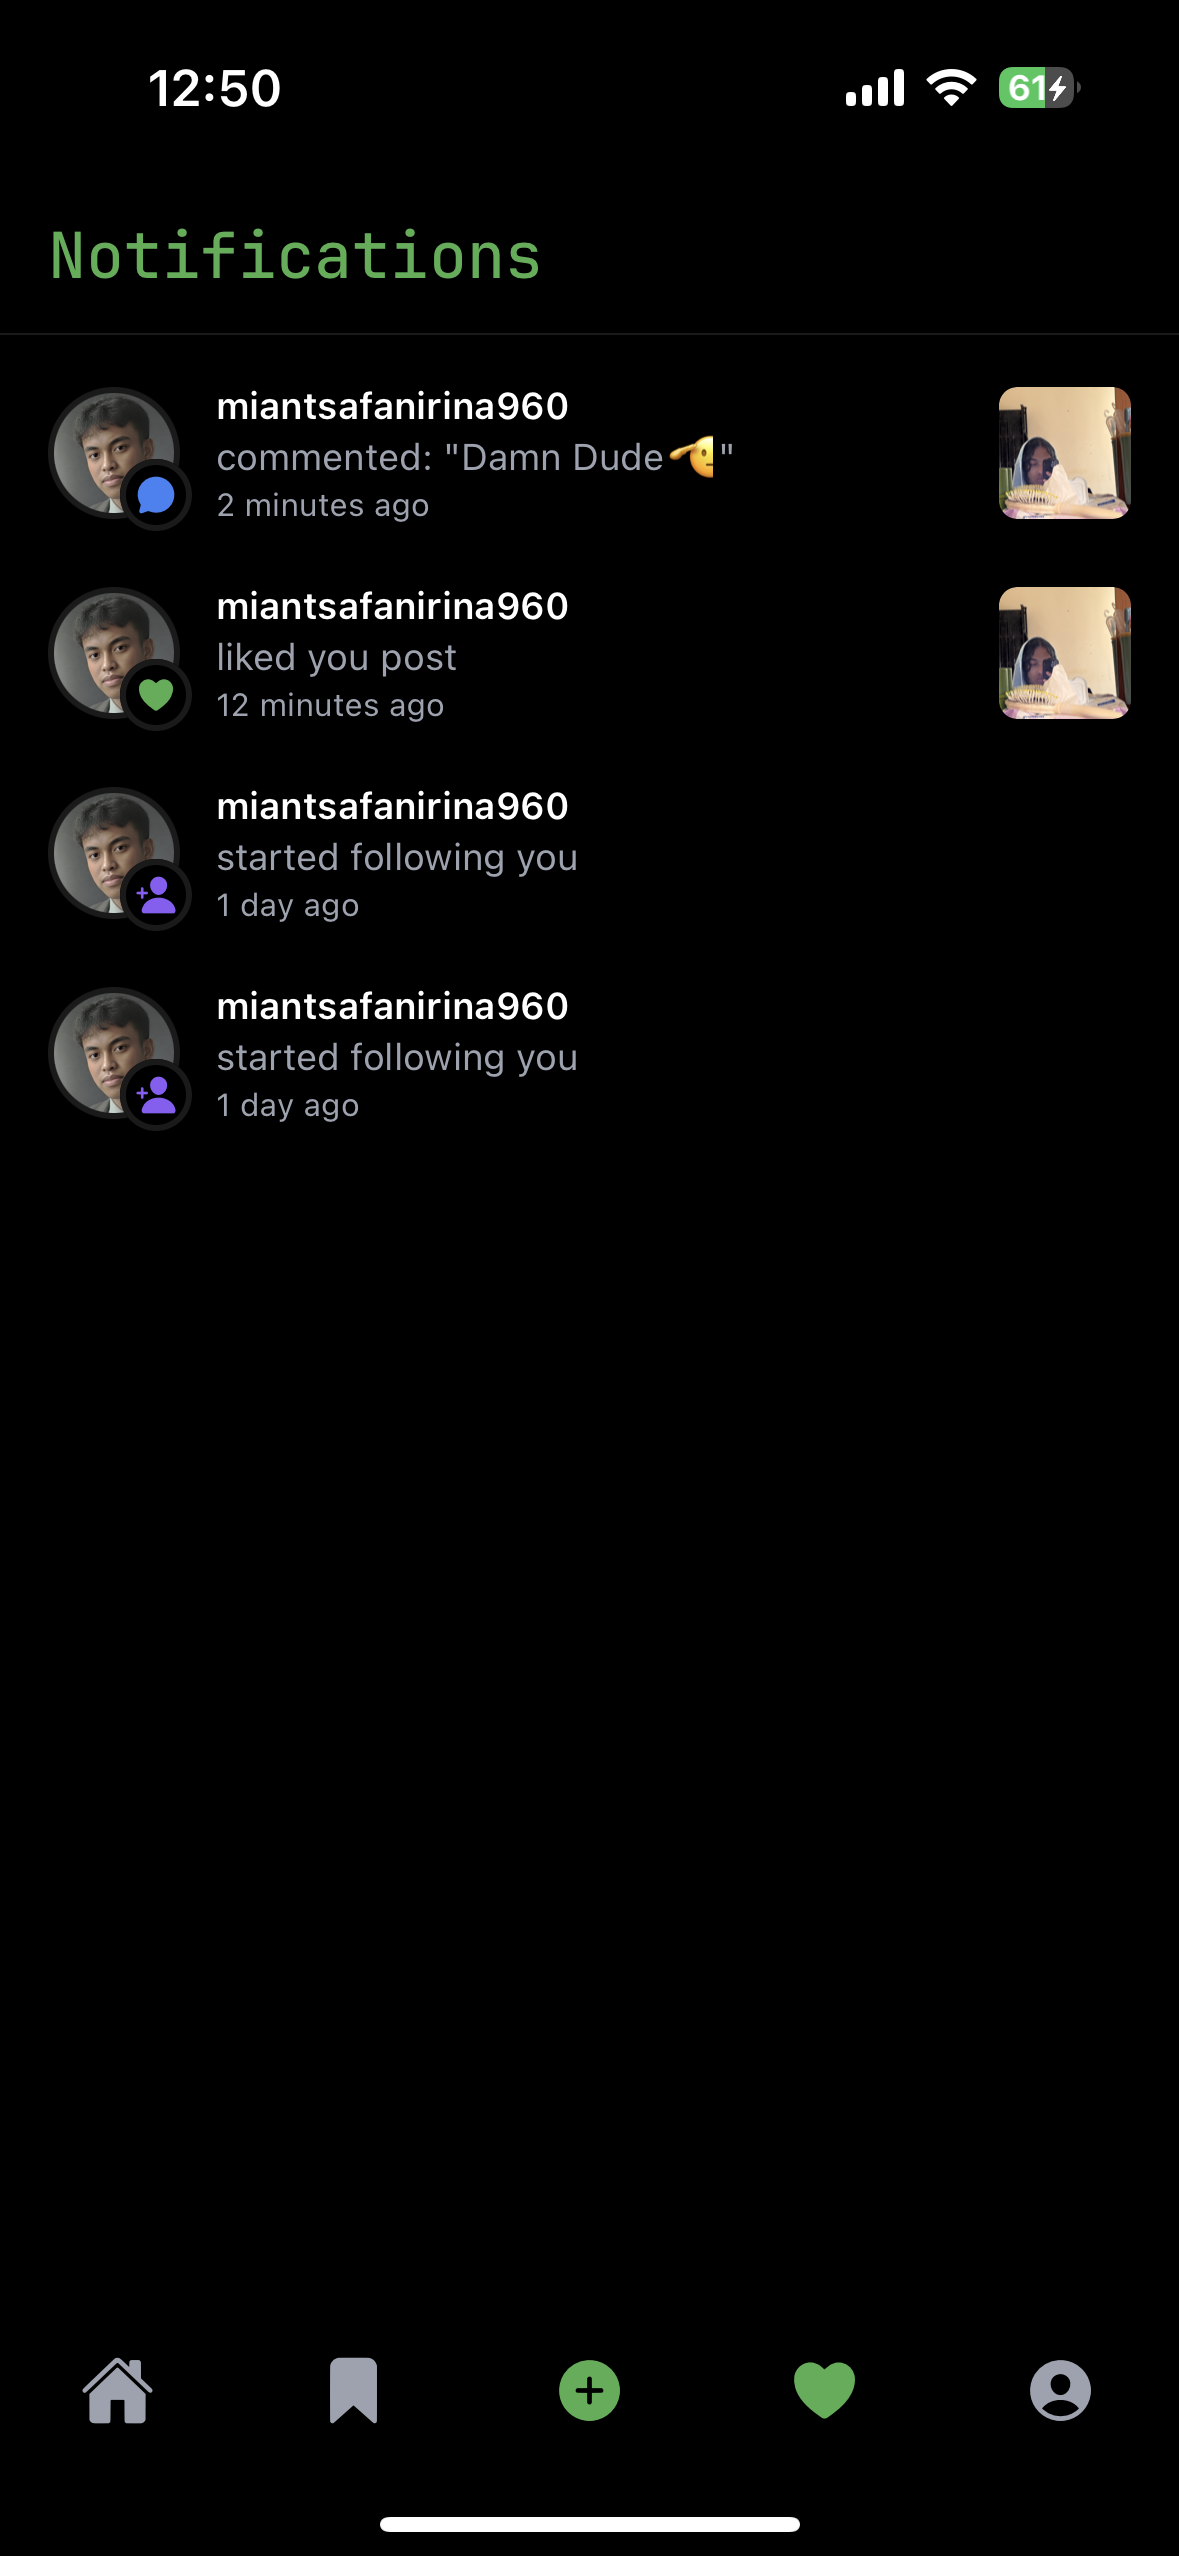 12:50
61
Notifications
miantsafanirina960
commented: "Damn Dude🫡"
2 minutes ago
miantsafanirina960
liked you post
12 minutes ago
miantsafanirina960
started following you
1 day ago
miantsafanirina960
started following you
1 day ago